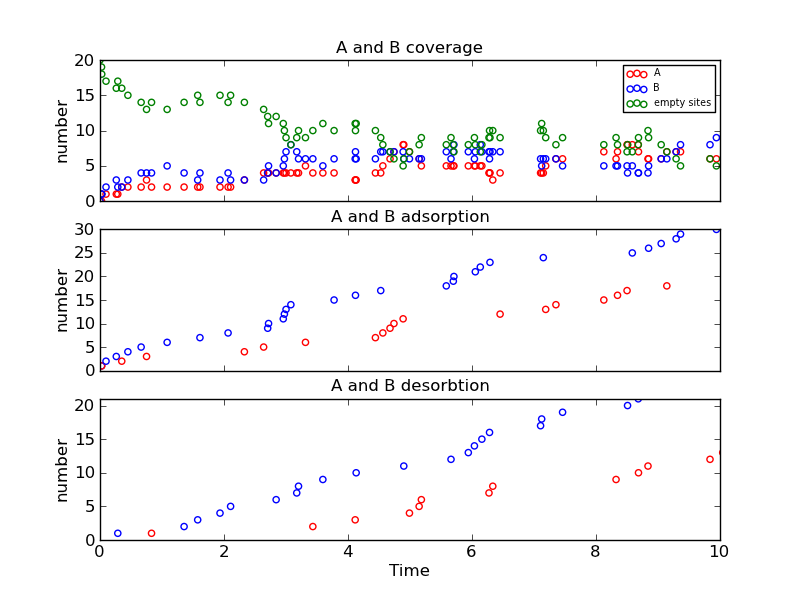 A and B coverage
20
15
10
5
0
number
A
B
empty sites
A and B adsorption
30
25
20
15
10
5
0
number
A and B desorbtion
20
15
10
5
0
number
0 2 4 6 8 10
Time